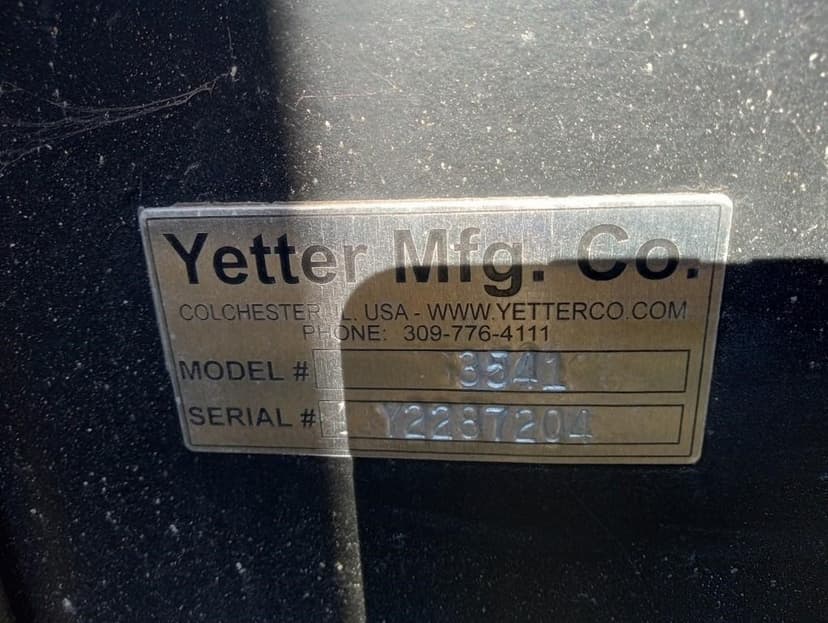 Yetter Mfg. Co.
COLCHESTER, IL. USA - WWW.YETTERCO.COM
PHONE: 309-776-4111
MODEL # 3541
SERIAL # Y2287204